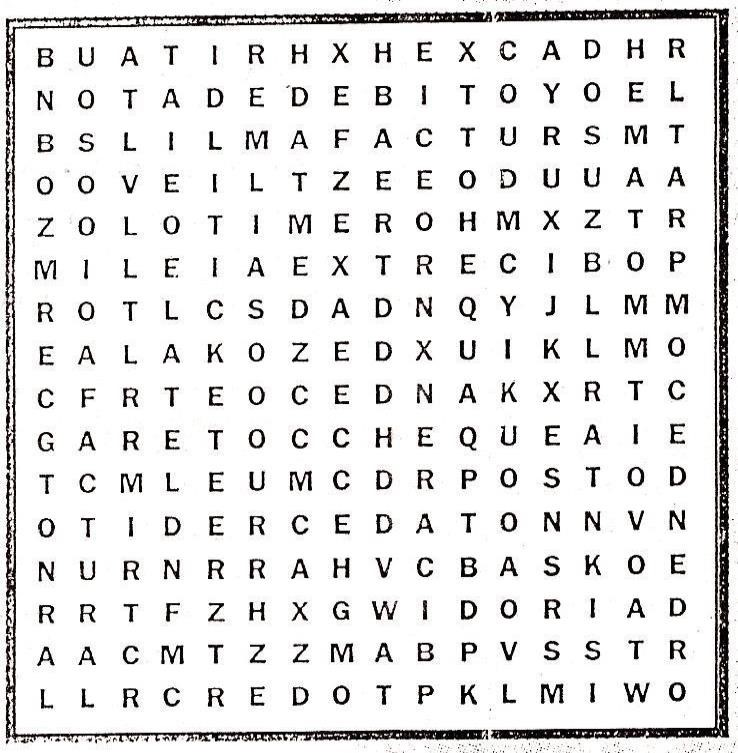 B U A T I R H X H E X C A D H R
N O T A D E D E B I T O Y O E L
B S L I L M A F A C T U R S M T
O O V E I L T Z E E O D U U A A
Z O L O T I M E R O H M X Z T R
M I L E I A E X T R E C I B O P
R O T L C S D A D N Q Y J L M M
E A L A K O Z E D X U I K L M O
C F R T E O C E D N A K X R T C
G A R E T O C C H E Q U E A I E
T C M L E U M C D R P O S T O D
O T I D E R C E D A T O N N V N
N U R N R R A H V C B A S K O E
R R T F Z H X G W I D O R I A D
A A C M T Z Z M A B P V S S T R
L L R C R E D O T P K L M I W O